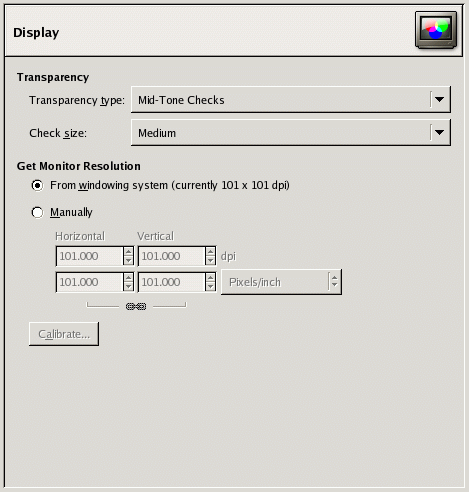 Display
Transparency
Transparency type: Mid-Tone Checks
Check size: Medium
Get Monitor Resolution
From windowing system (currently 101 x 101 dpi)
Manually
Horizontal Vertical
101.000 101.000 dpi
101.000 101.000 Pixels/inch
Calibrate...